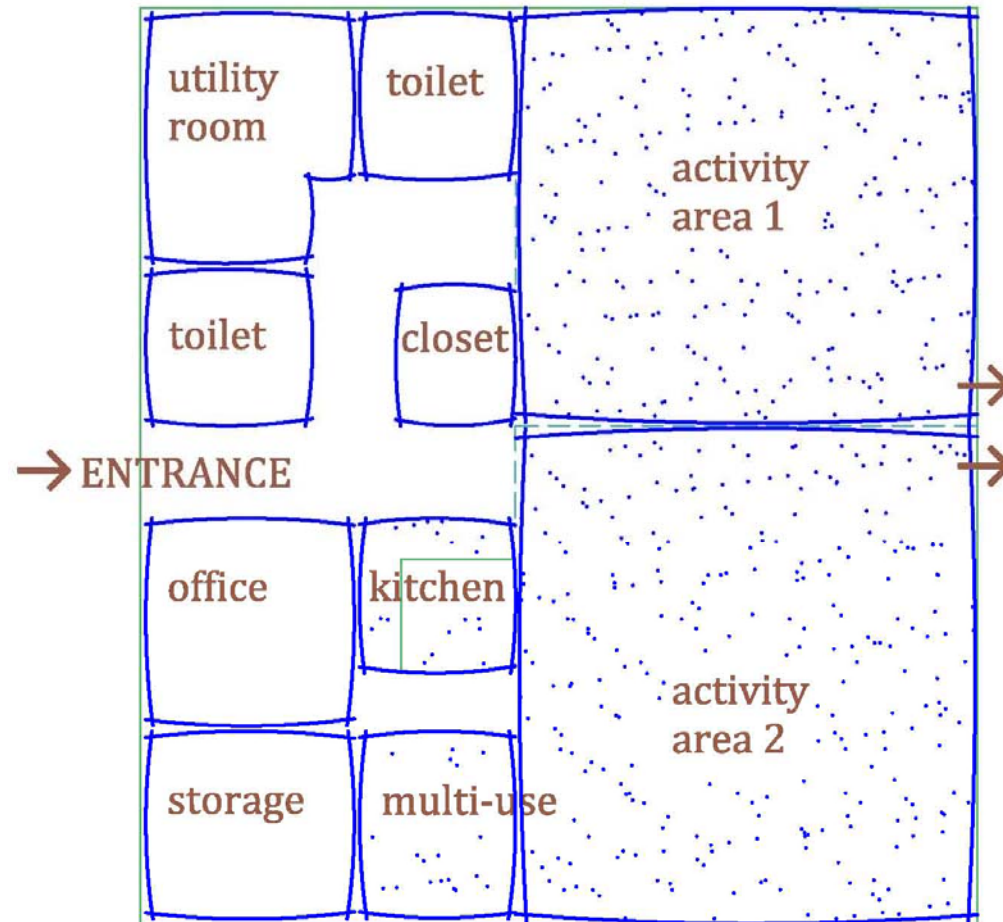 utility
room
toilet
activity
area 1
toilet
closet
ENTRANCE
office
kitchen
activity
area 2
storage
multi-use